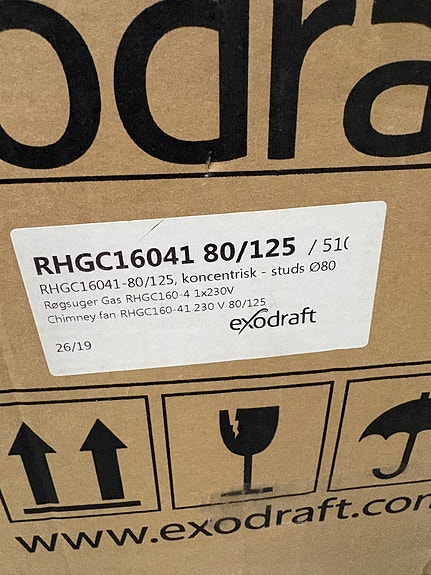 odra
RHGC16041 80/125 / 510
RHGC16041-80/125, koncentrisk - studs Ø80
Røgsuger Gas RHGC160-4 1x230V
Chimney fan RHGC160-41 230 V 80/125
exodraft
26/19
www.exodraft.com